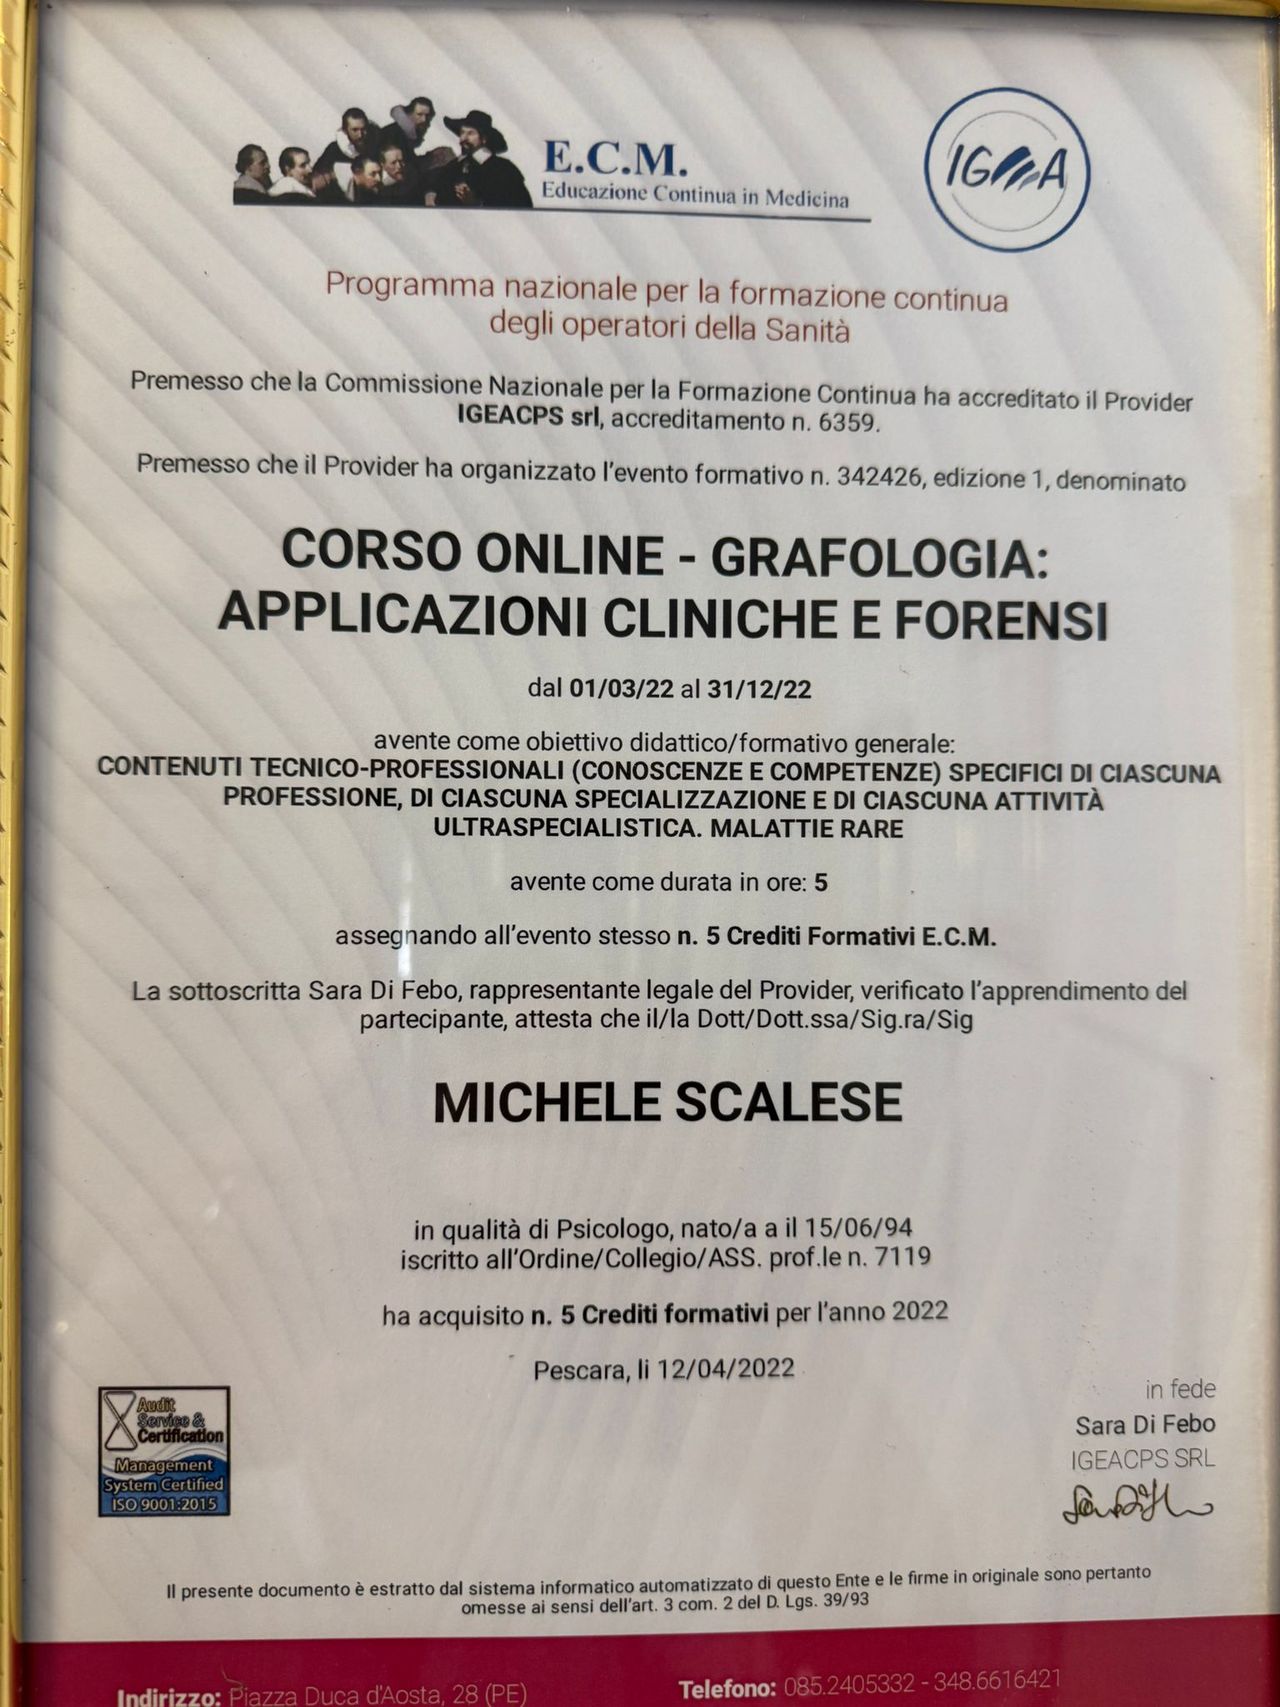 E.C.M.
Educazione Continua in Medicina
IGEA
Programma nazionale per la formazione continua
degli operatori della Sanità
Premesso che la Commissione Nazionale per la Formazione Continua ha accreditato il Provider
IGEACPS srl, accreditamento n. 6359.
Premesso che il Provider ha organizzato l'evento formativo n. 342426, edizione 1, denominato
CORSO ONLINE - GRAFOLOGIA:
APPLICAZIONI CLINICHE E FORENSI
dal 01/03/22 al 31/12/22
avente come obiettivo didattico/formativo generale:
CONTENUTI TECNICO-PROFESSIONALI (CONOSCENZE E COMPETENZE) SPECIFICI DI CIASCUNA
PROFESSIONE, DI CIASCUNA SPECIALIZZAZIONE E DI CIASCUNA ATTIVITÀ
ULTRASPECIALISTICA. MALATTIE RARE
avente come durata in ore: 5
assegnando all'evento stesso n. 5 Crediti Formativi E.C.M.
La sottoscritta Sara Di Febo, rappresentante legale del Provider, verificato l'apprendimento del
partecipante, attesta che il/la Dott/Dott.ssa/Sig.ra/Sig
MICHELE SCALESE
in qualità di Psicologo, nato/a a il 15/06/94
iscritto all'Ordine/Collegio/ASS. prof.le n. 7119
ha acquisito n. 5 Crediti formativi per l'anno 2022
Pescara, li 12/04/2022
Audit
Service &
Certification
Management
System Certified
ISO 9001:2015
in fede
Sara Di Febo
IGEACPS SRL
Il presente documento è estratto dal sistema informatico automatizzato di questo Ente e le firme in originale sono pertanto
omesse ai sensi dell'art. 3 com. 2 del D. Lgs. 39/93
Indirizzo: Piazza Duca d'Aosta, 28 (PE)
Telefono: 085.2405332 - 348.6616421